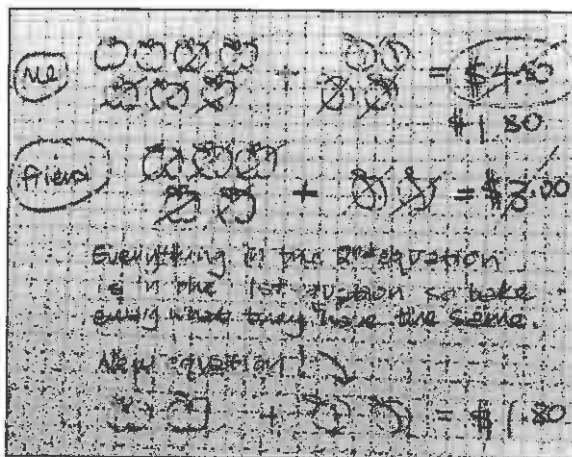 Me + = $4.80
$1.80
friend + = $3.00
Everything in the 2nd equation
is in the 1st equation so take
away what they have the same.
New equation
+ = $1.80